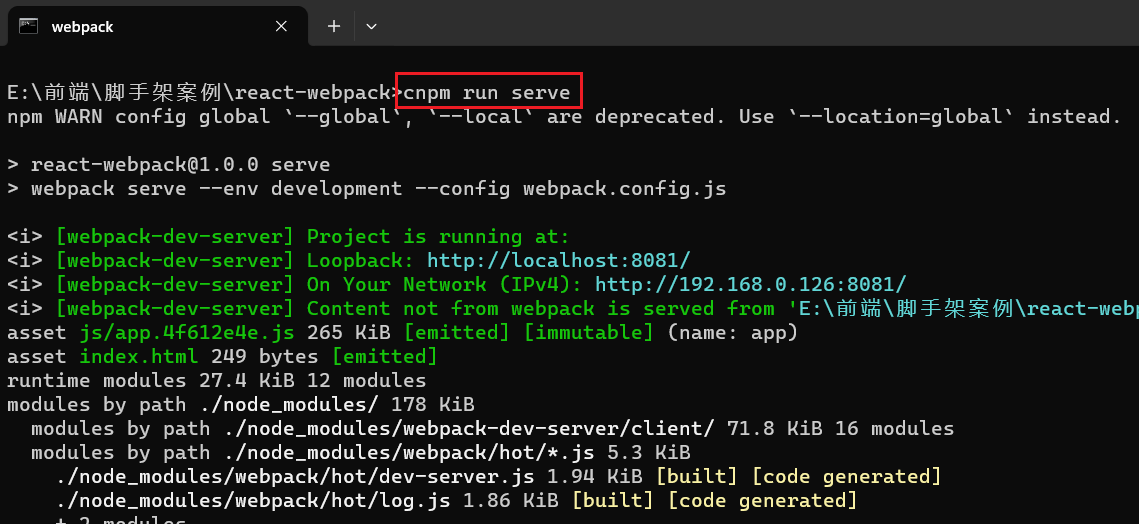 webpack
E:\前端\脚手架案例\react-webpack>cnpm run serve
npm WARN config global `--global`, `--local` are deprecated. Use `--location=global` instead.
> react-webpack@1.0.0 serve
> webpack serve --env development --config webpack.config.js
<i> [webpack-dev-server] Project is running at:
<i> [webpack-dev-server] Loopback: http://localhost:8081/
<i> [webpack-dev-server] On Your Network (IPv4): http://192.168.0.126:8081/
<i> [webpack-dev-server] Content not from webpack is served from 'E:\前端\脚手架案例\react-webp
asset js/app.4f612e4e.js 265 KiB [emitted] [immutable] (name: app)
asset index.html 249 bytes [emitted]
runtime modules 27.4 KiB 12 modules
modules by path ./node_modules/ 178 KiB
  modules by path ./node_modules/webpack-dev-server/client/ 71.8 KiB 16 modules
  modules by path ./node_modules/webpack/hot/*.js 5.3 KiB
    ./node_modules/webpack/hot/dev-server.js 1.94 KiB [built] [code generated]
    ./node_modules/webpack/hot/log.js 1.86 KiB [built] [code generated]
    + 2 modules